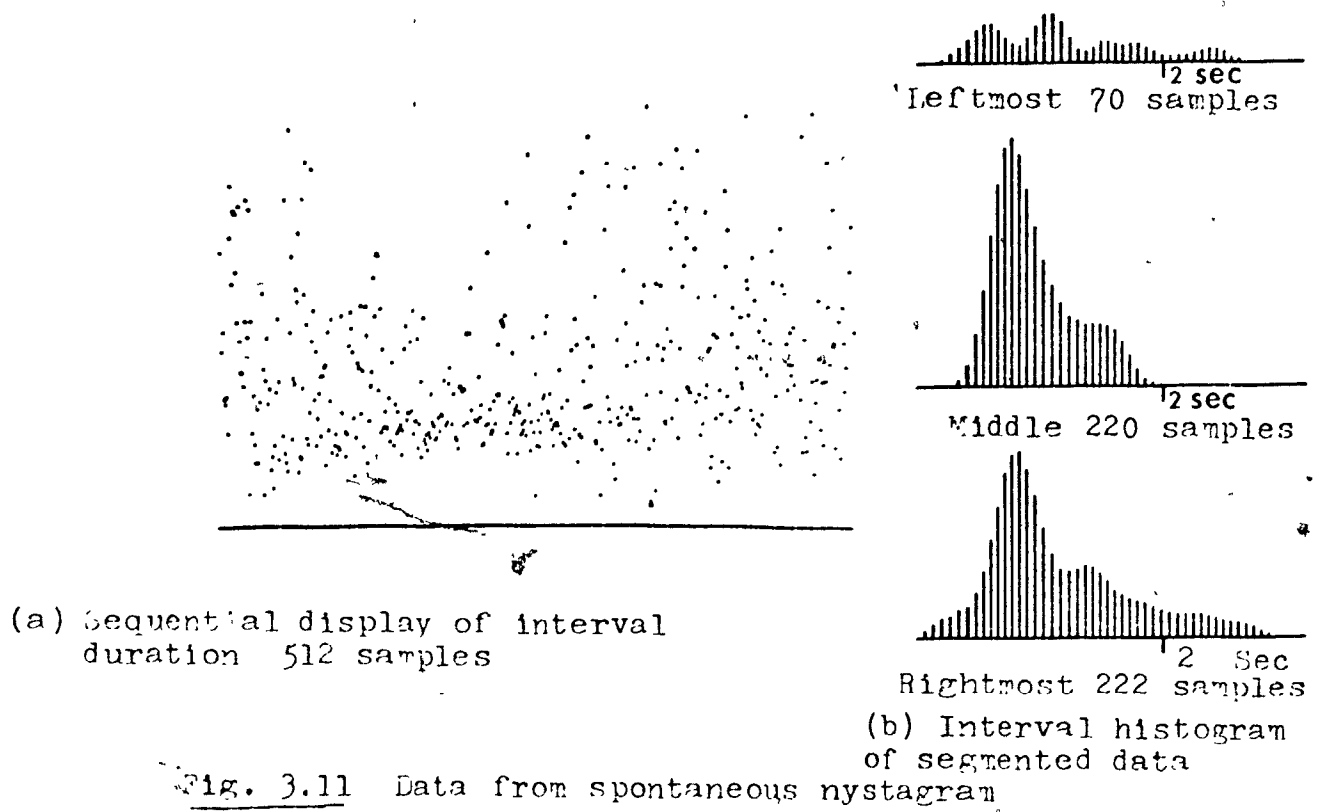 2 sec
Leftmost 70 samples
2 sec
Middle 220 samples
2 Sec
Rightmost 222 samples
(a) Sequential display of interval
duration 512 samples
(b) Interval histogram
of segmented data
Fig. 3.11 Data from spontaneous nystagram